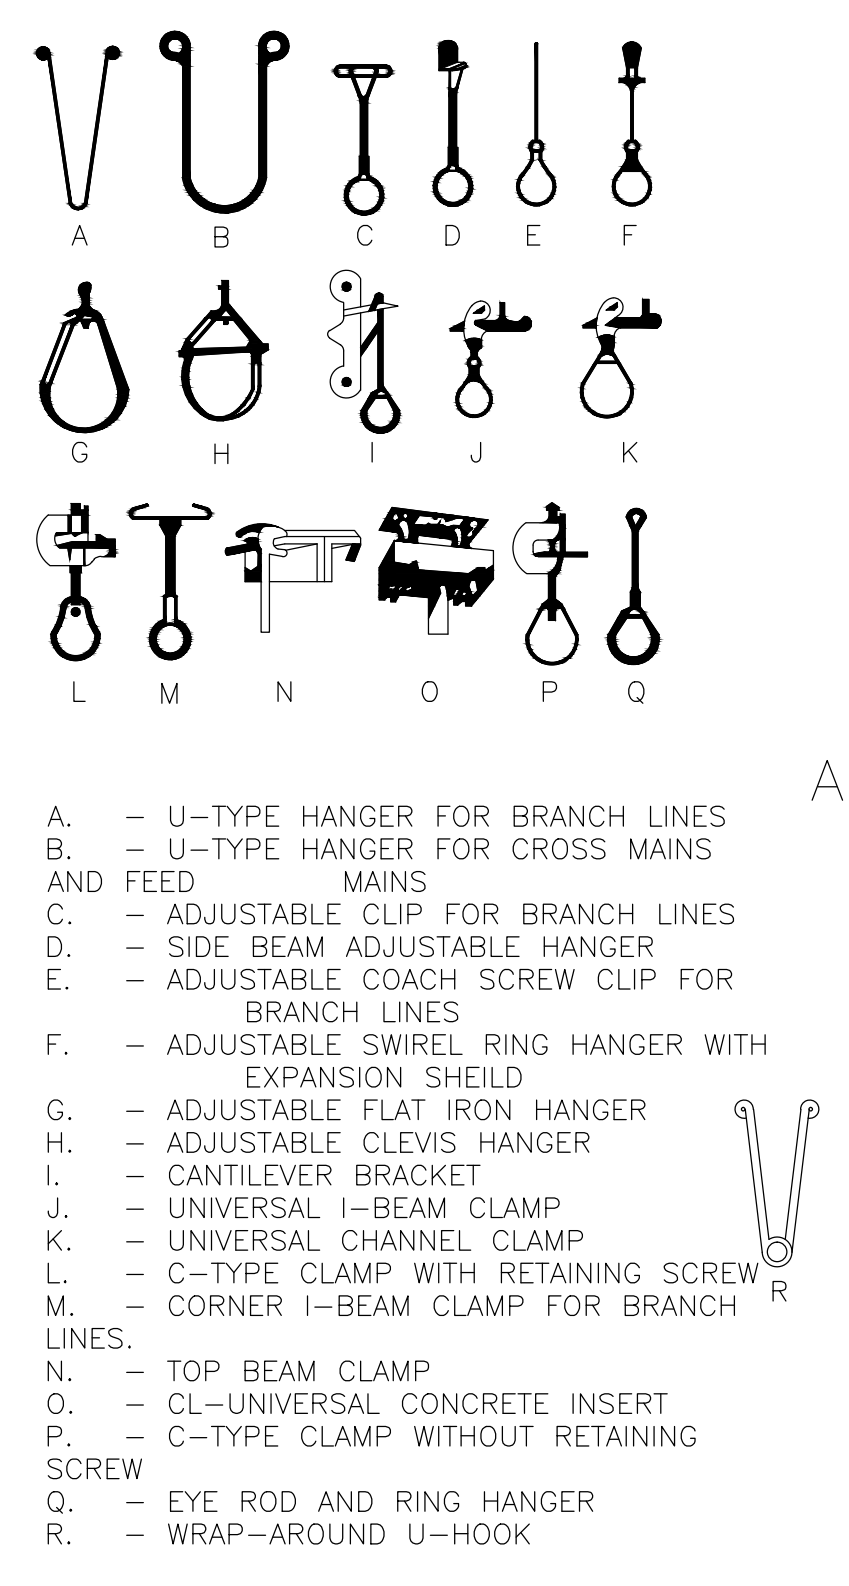 A B C D E F
G H I J K
L M N O P Q
A
A. - U-TYPE HANGER FOR BRANCH LINES
B. - U-TYPE HANGER FOR CROSS MAINS
AND FEED MAINS
C. - ADJUSTABLE CLIP FOR BRANCH LINES
D. - SIDE BEAM ADJUSTABLE HANGER
E. - ADJUSTABLE COACH SCREW CLIP FOR
BRANCH LINES
F. - ADJUSTABLE SWIREL RING HANGER WITH
EXPANSION SHEILD
G. - ADJUSTABLE FLAT IRON HANGER
H. - ADJUSTABLE CLEVIS HANGER
I. - CANTILEVER BRACKET
J. - UNIVERSAL I-BEAM CLAMP
K. - UNIVERSAL CHANNEL CLAMP
L. - C-TYPE CLAMP WITH RETAINING SCREW
R
M. - CORNER I-BEAM CLAMP FOR BRANCH
LINES.
N. - TOP BEAM CLAMP
O. - CL-UNIVERSAL CONCRETE INSERT
P. - C-TYPE CLAMP WITHOUT RETAINING
SCREW
Q. - EYE ROD AND RING HANGER
R. - WRAP-AROUND U-HOOK